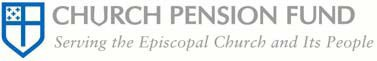 CHURCH PENSION FUND
Serving the Episcopal Church and Its People